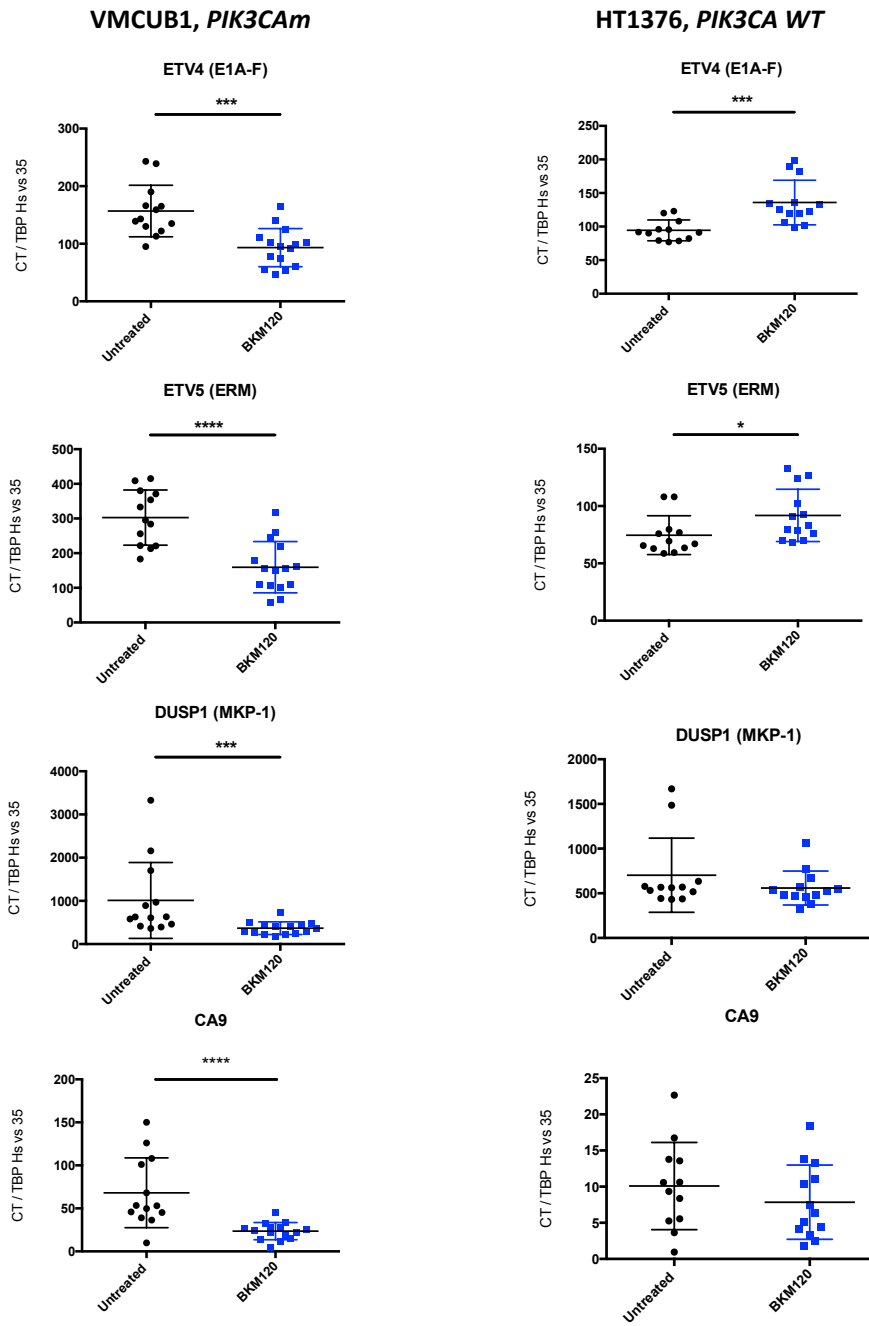 VMCUB1, PIK3CAm
HT1376, PIK3CA WT
ETV4 (E1A-F)
***
CT / TBP Hs vs 35
300
200
100
0
Untreated
BKM120
ETV4 (E1A-F)
***
CT / TBP Hs vs 35
250
200
150
100
50
0
Untreated
BKM120
ETV5 (ERM)
****
CT / TBP Hs vs 35
500
400
300
200
100
0
Untreated
BKM120
ETV5 (ERM)
*
CT / TBP Hs vs 35
150
100
50
0
Untreated
BKM120
DUSP1 (MKP-1)
***
CT / TBP Hs vs 35
4000
3000
2000
1000
0
Untreated
BKM120
DUSP1 (MKP-1)
CT / TBP Hs vs 35
2000
1500
1000
500
0
Untreated
BKM120
CA9
****
CT / TBP Hs vs 35
200
150
100
50
0
Untreated
BKM120
CA9
CT / TBP Hs vs 35
25
20
15
10
5
0
Untreated
BKM120